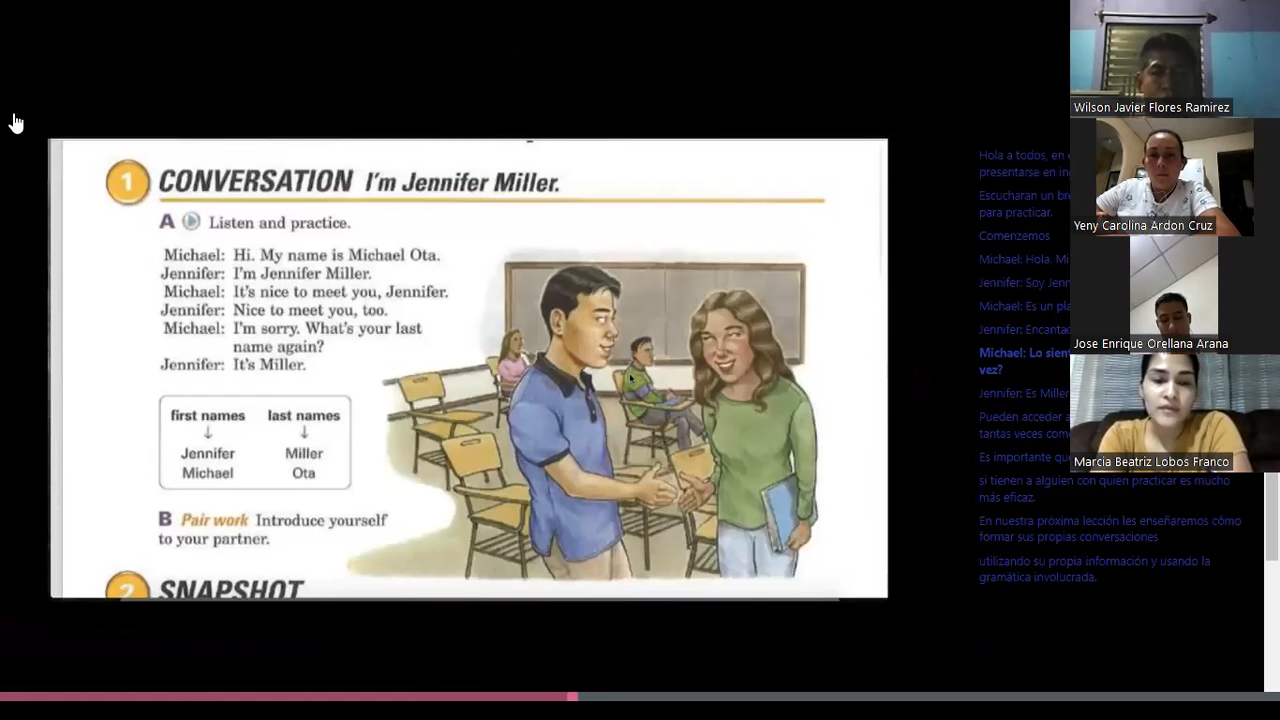 1 CONVERSATION I'm Jennifer Miller.
A Listen and practice.
Michael: Hi. My name is Michael Ota.
Jennifer: I'm Jennifer Miller.
Michael: It's nice to meet you, Jennifer.
Jennifer: Nice to meet you, too.
Michael: I'm sorry. What's your last
name again?
Jennifer: It's Miller.
first names last names
Jennifer Miller
Michael Ota
B Pair work Introduce yourself
to your partner.
2 SNAPSHOT
Hola a todos, en
presentarse en
Escucharan un
para practicar.
Comenzemos
Michael: Hola.
Jennifer: Soy
Michael: Es un
Jennifer:
Michael: Lo
vez?
Jennifer: Es Miller
Pueden acceder
tantas veces
Es importante
si tienen a alguien con quien practicar es mucho
más eficaz.
En nuestra próxima lección les enseñaremos cómo
formar sus propias conversaciones
utilizando su propia información y usando la
gramática involucrada.
Wilson Javier Flores Ramirez
Yeny Carolina Ardon Cruz
Jose Enrique Orellana Arana
Marcia Beatriz Lobos Franco